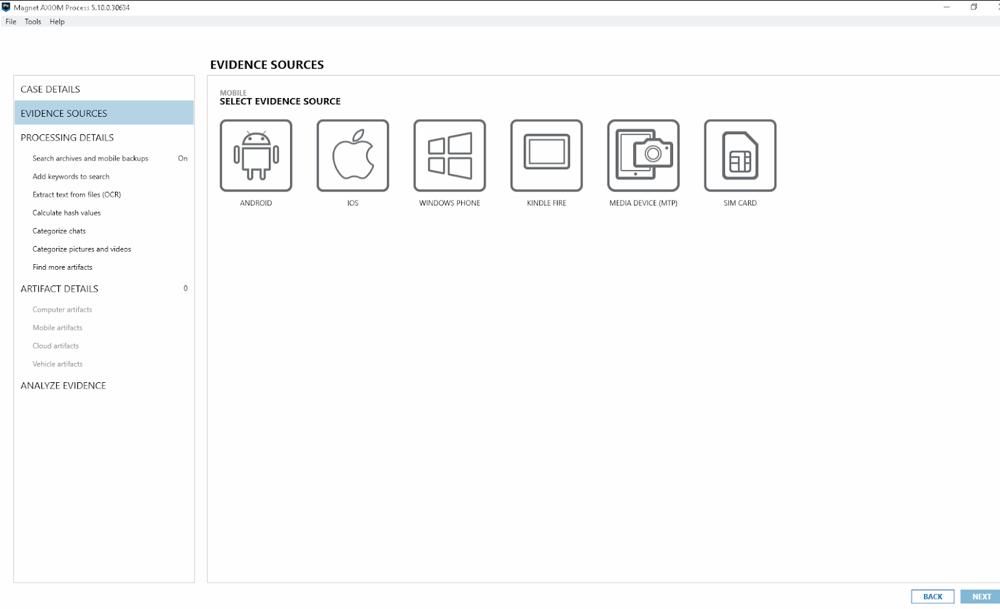 Magnet AXIOM Process 5.10.0.30634
File Tools Help
EVIDENCE SOURCES
CASE DETAILS
EVIDENCE SOURCES
PROCESSING DETAILS
Search archives and mobile backups On
Add keywords to search
Extract text from files (OCR)
Calculate hash values
Categorize chats
Categorize pictures and videos
Find more artifacts
ARTIFACT DETAILS 0
Computer artifacts
Mobile artifacts
Cloud artifacts
Vehicle artifacts
ANALYZE EVIDENCE
MOBILE
SELECT EVIDENCE SOURCE
ANDROID IOS WINDOWS PHONE KINDLE FIRE MEDIA DEVICE (MTP) SIM CARD
BACK NEXT